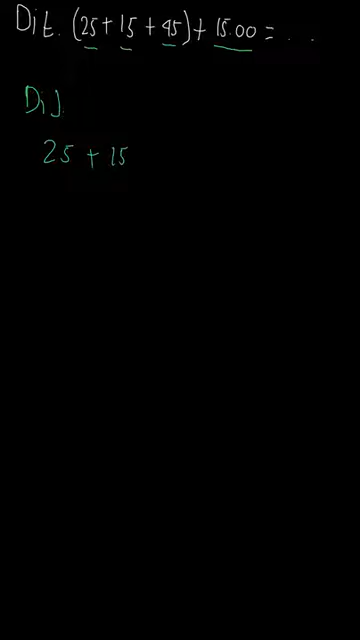 Dit. (25 + 15 + 45) + 15.00 = . . .
Dij.
25 + 15